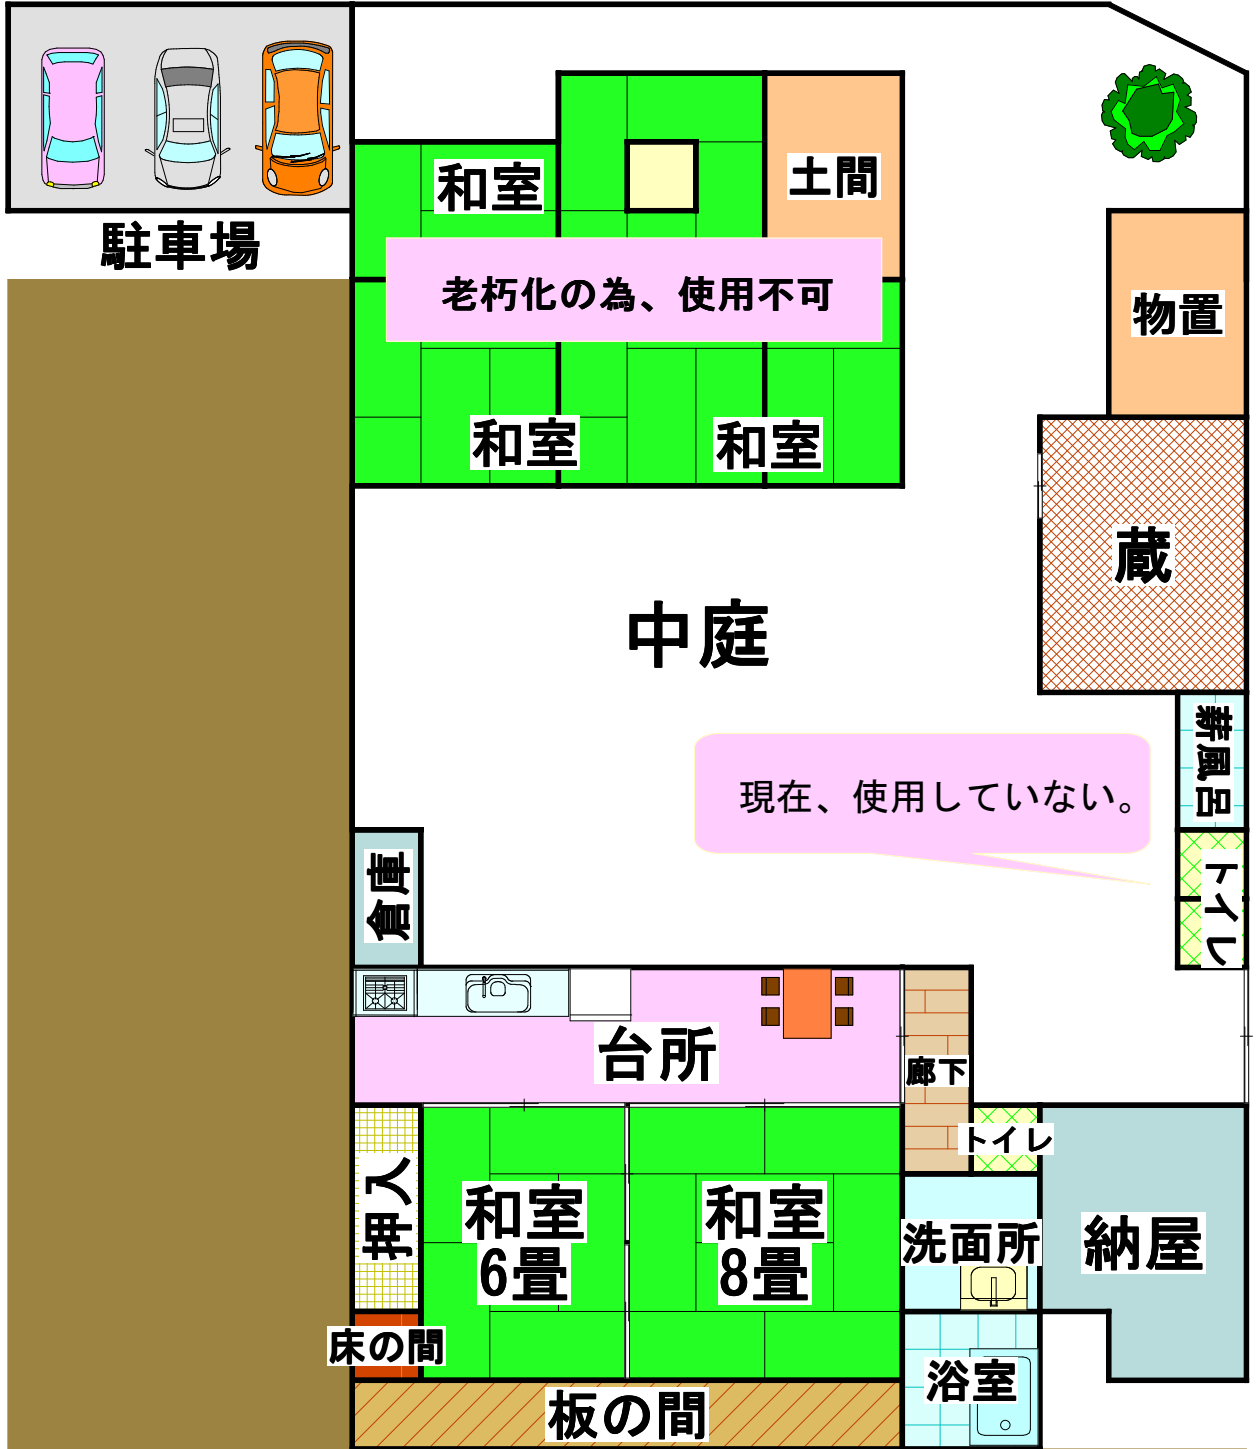 和室
土間
駐車場
老朽化の為、使用不可
物置
和室
和室
蔵
中庭
薪風呂
現在、使用していない。
倉庫
トイレ
台所
廊下
トイレ
押入
和室
6畳
和室
8畳
洗面所
納屋
床の間
浴室
板の間